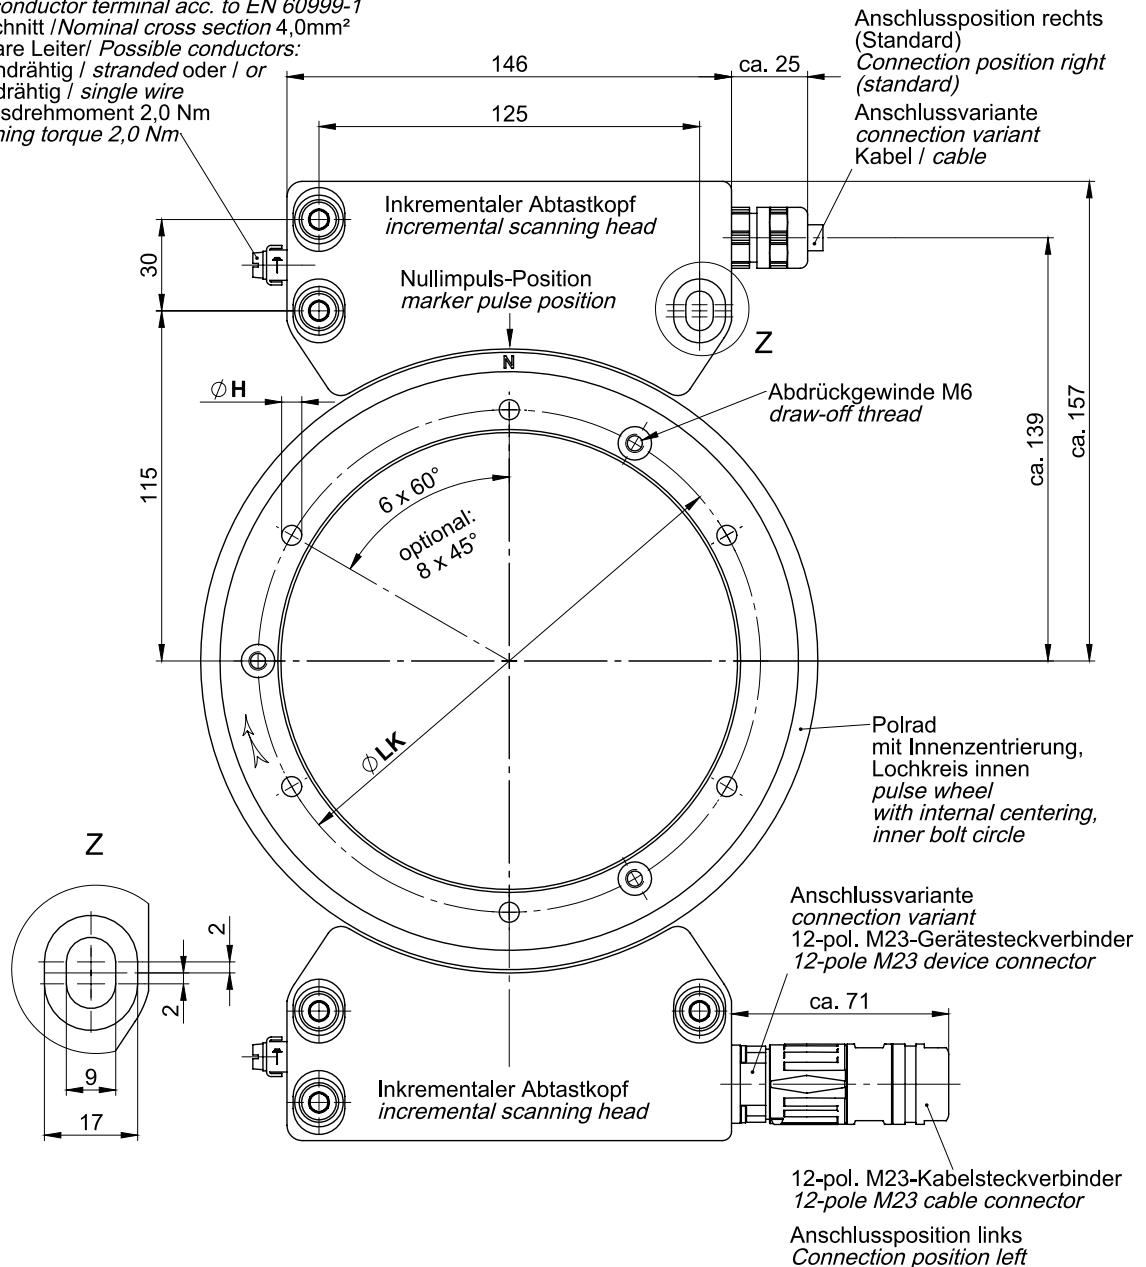 conductor terminal acc. to EN 60999-1
chnitt /Nominal cross section 4,0mm²
are Leiter/ Possible conductors:
ndrähtig / stranded oder / or
drähtig / single wire
sdrehmoment 2,0 Nm
ning torque 2,0 Nm
146
ca. 25
125
Anschlussposition rechts
(Standard)
Connection position right
(standard)
Anschlussvariante
connection variant
Kabel / cable
Inkrementaler Abtastkopf
incremental scanning head
30
Nullimpuls-Position
marker pulse position
Z
N
∅ H
Abdrückgewinde M6
draw-off thread
ca. 139
ca. 157
115
6 x 60°
optional:
8 x 45°
∅ LK
Polrad
mit Innenzentrierung,
Lochkreis innen
pulse wheel
with internal centering,
inner bolt circle
Z
2
2
9
17
Anschlussvariante
connection variant
12-pol. M23-Gerätesteckverbinder
12-pole M23 device connector
ca. 71
Inkrementaler Abtastkopf
incremental scanning head
12-pol. M23-Kabelsteckverbinder
12-pole M23 cable connector
Anschlussposition links
Connection position left